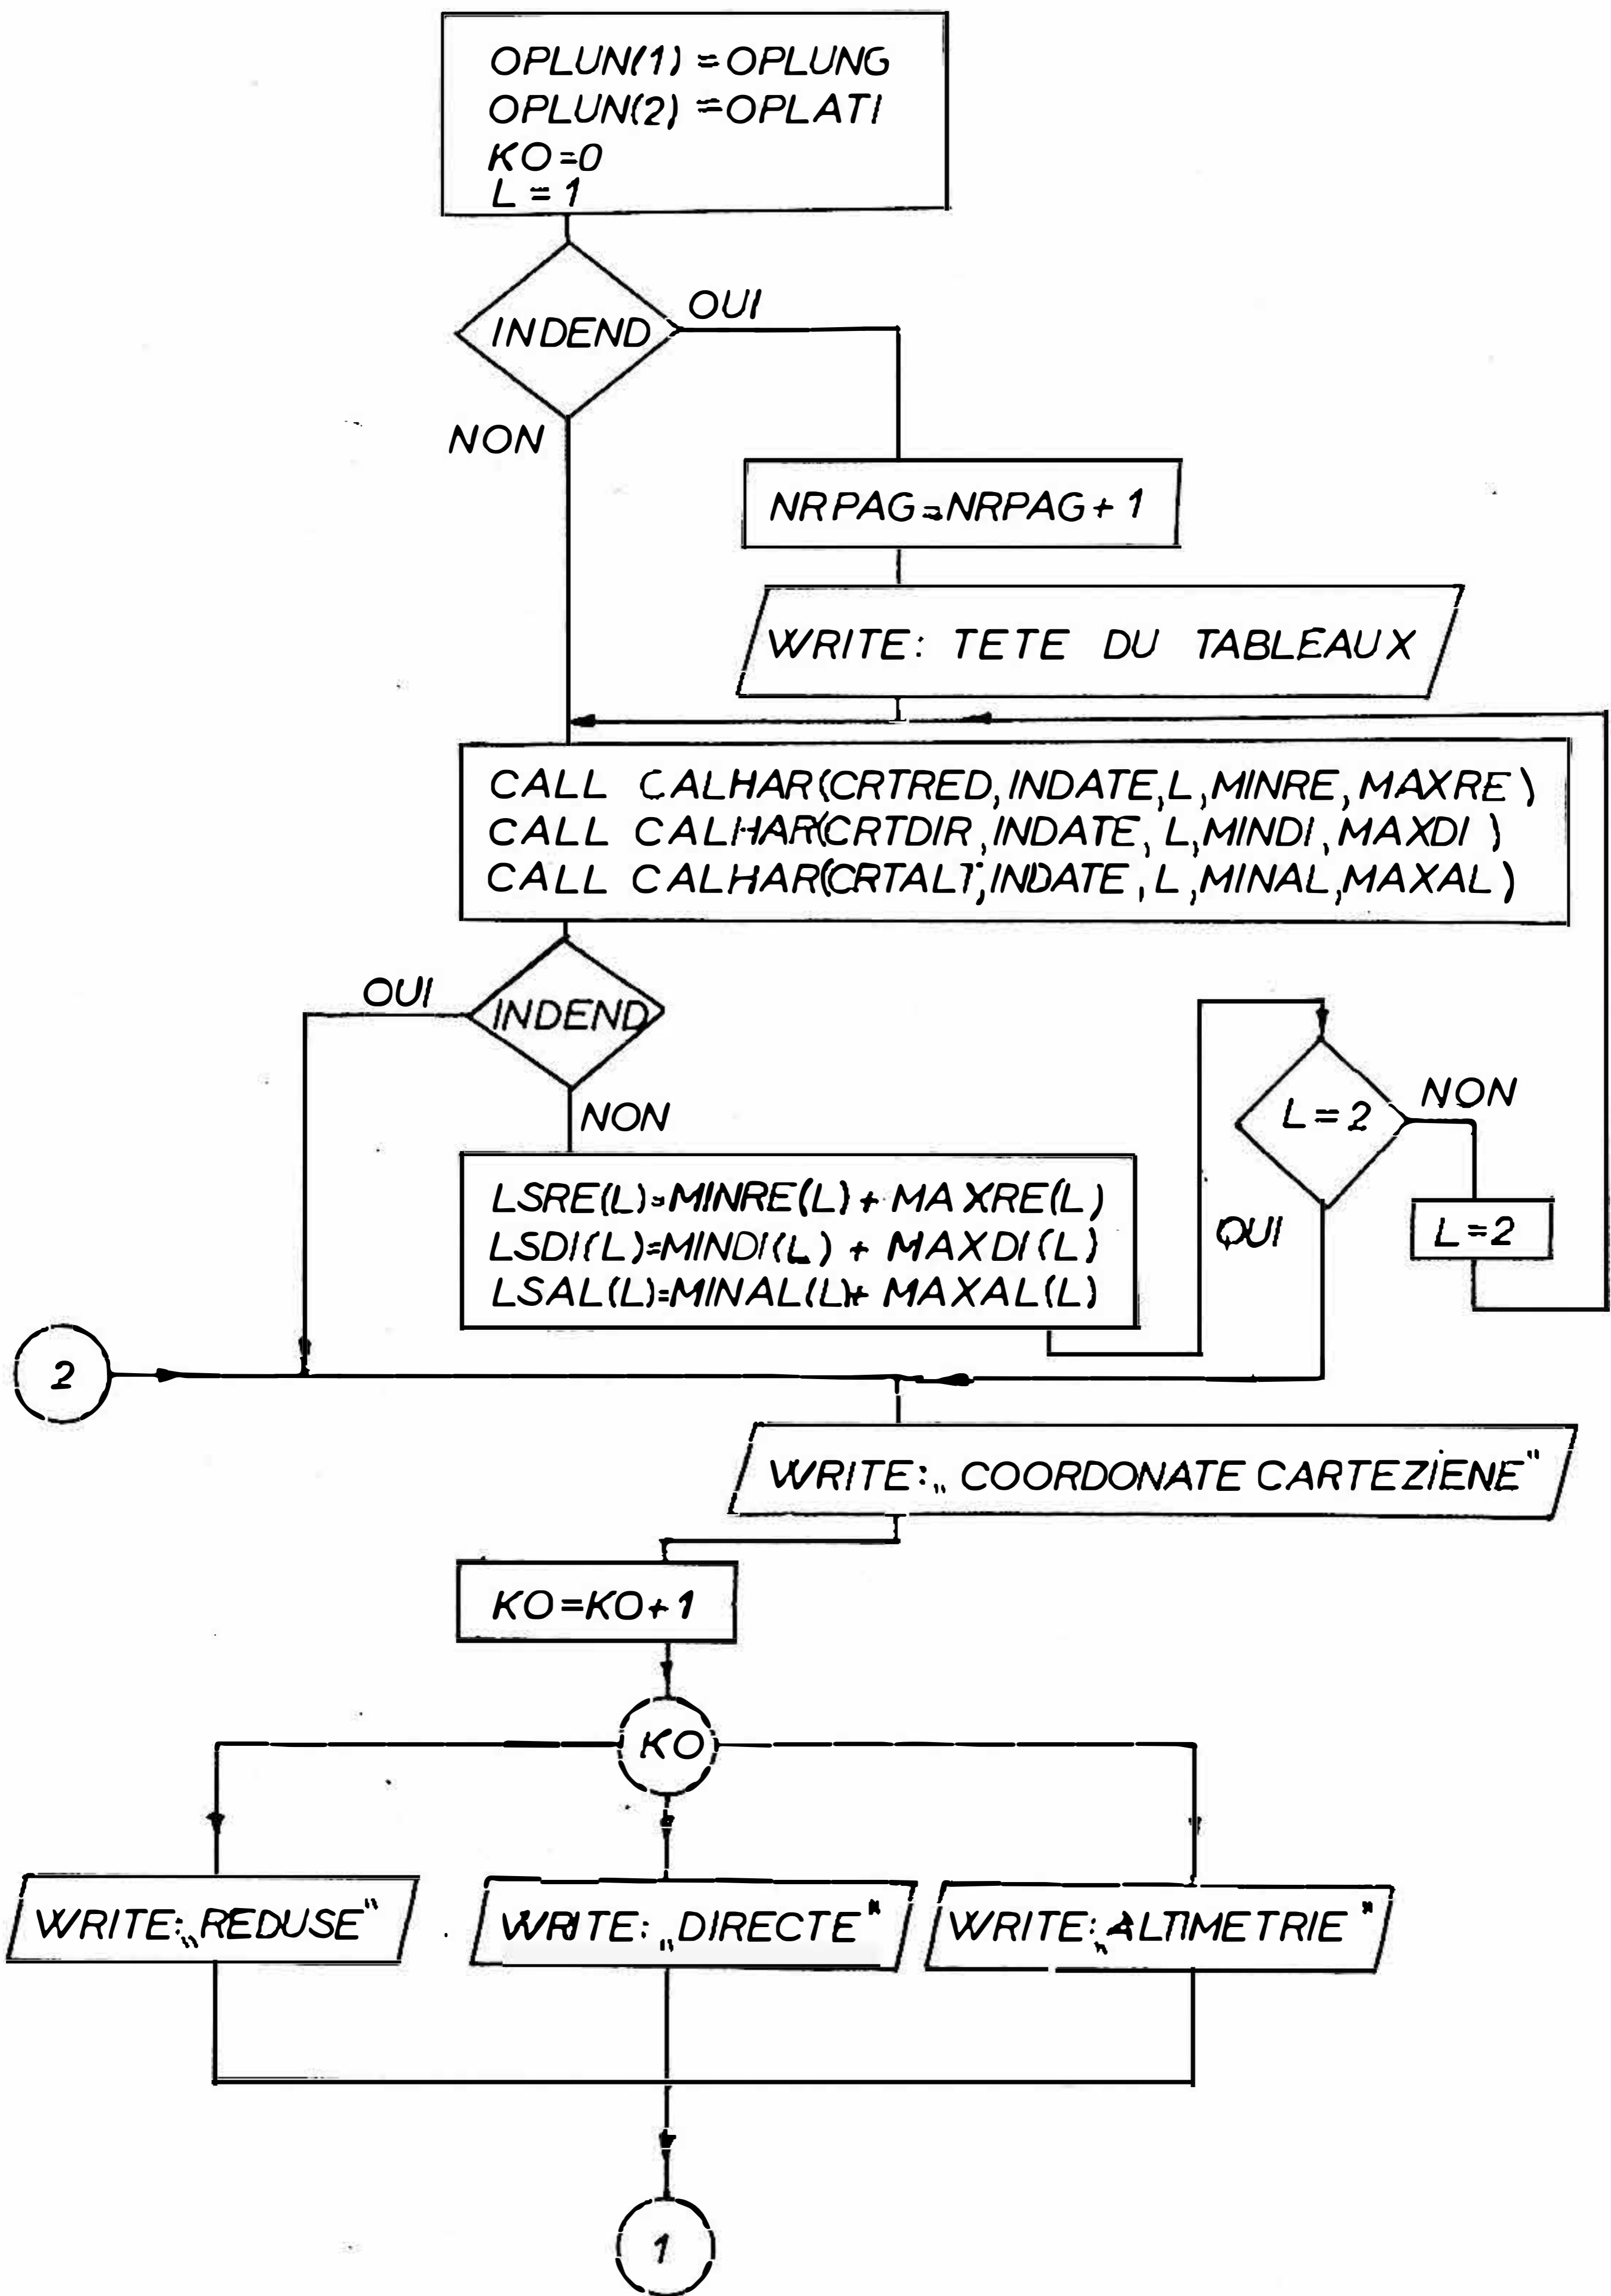 OPLUN(1) = OPLUNG
OPLUN(2) = OPLATI
KO = 0
L = 1
INDEND
OUI
NON
NRPAG = NRPAG + 1
WRITE: TETE DU TABLEAUX
CALL CALHAR(CRTRED, INDATE, L, MINRE, MAXRE)
CALL CALHAR(CRTDIR, INDATE, L, MINDI, MAXDI)
CALL CALHAR(CRTALT, INDATE, L, MINAL, MAXAL)
OUI
INDEND
NON
L = 2
NON
LSRE(L) = MINRE(L) + MAXRE(L)
LSDI(L) = MINDI(L) + MAXDI(L)
LSAL(L) = MINAL(L) + MAXAL(L)
OUI
L = 2
2
WRITE: „COORDONATE CARTEZIENE"
KO = KO + 1
KO
WRITE: „REDUSE"
WRITE: „DIRECTE"
WRITE: „ALTIMETRIE"
1